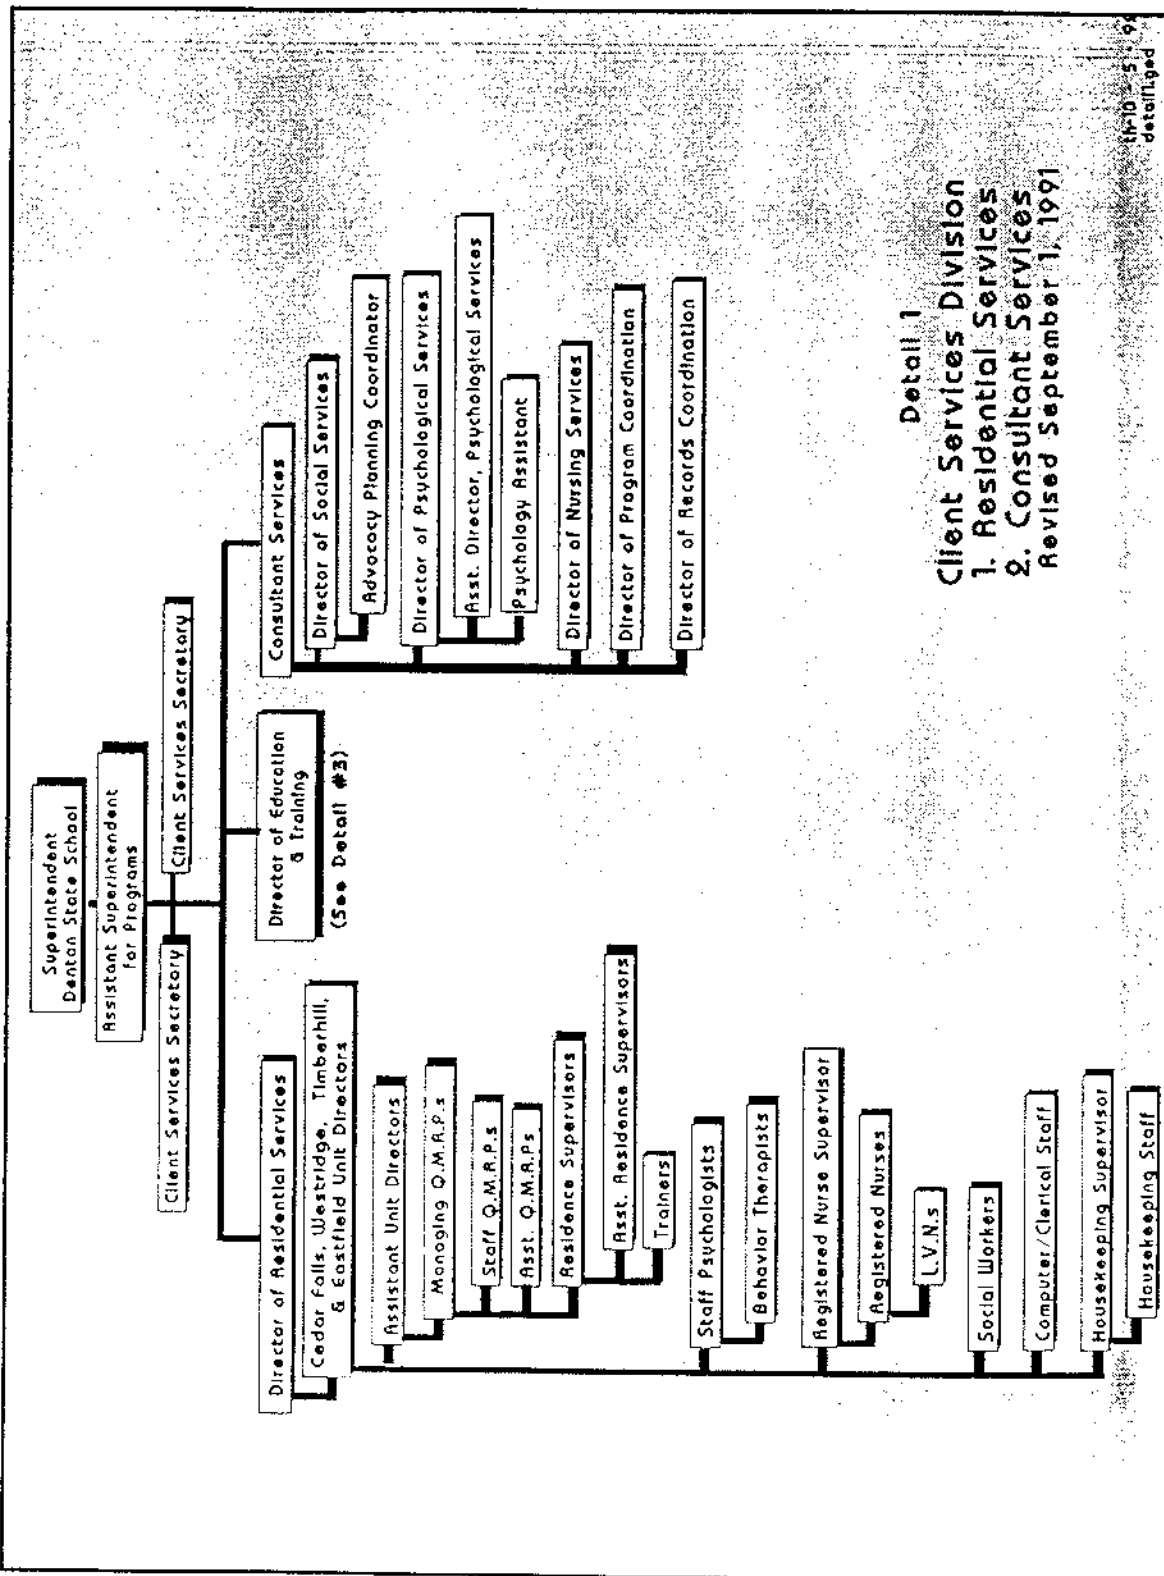 Superintendent
Denton State School
Assistant Superintendent
for Programs
Client Services Secretary
Client Services Secretary
Director of Residential Services
Cedar Falls, Westridge, Timberhill,
& Eastfield Unit Directors
Assistant Unit Directors
Managing Q.M.R.P.s
Staff Q.M.R.P.s
Asst. Q.M.R.Ps
Residence Supervisors
Asst. Residence Supervisors
Trainers
Staff Psychologists
Behavior Therapists
Registered Nurse Supervisor
Registered Nurses
L.V.N.s
Social Workers
Computer/Clerical Staff
Housekeeping Supervisor
Housekeeping Staff
Director of Education
& Training
(See Detail #3)
Consultant Services
Director of Social Services
Advocacy Planning Coordinator
Director of Psychological Services
Asst. Director, Psychological Services
Psychology Assistant
Director of Nursing Services
Director of Program Coordination
Director of Records Coordination
Detail 1
Client Services Division
1. Residential Services
2. Consultant Services
Revised September 1, 1991
detail1.ged